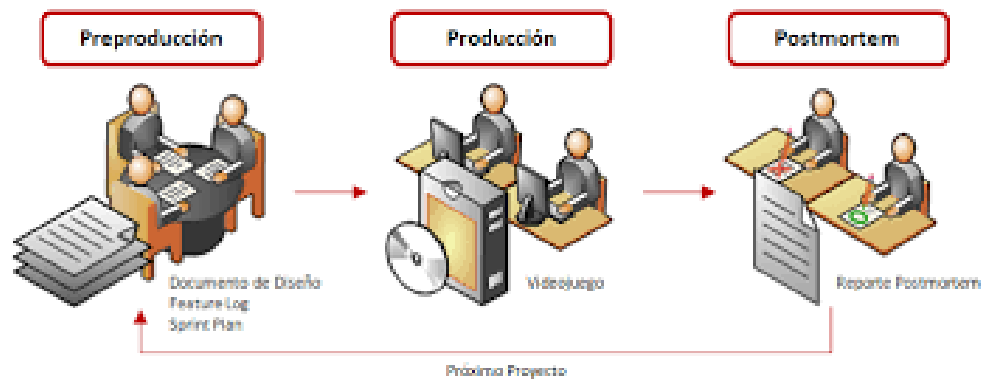 Preproducción
Producción
Postmortem
Documento de Diseño
Feature Log
Sprint Plan
Videojuego
Reporte Postmortem
Próximo Proyecto